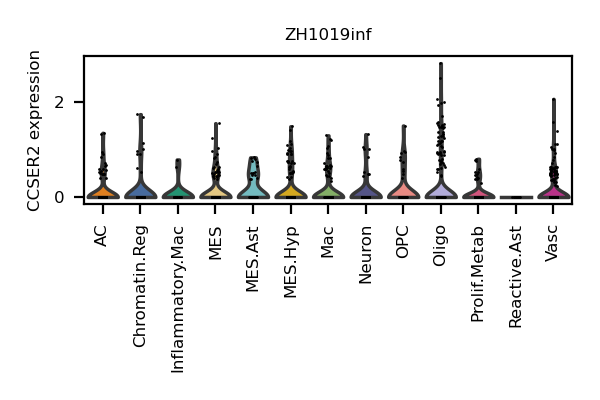 ZH1019inf
CCSER2 expression
2
0
AC
Chromatin.Reg
Inflammatory.Mac
MES
MES.Ast
MES.Hyp
Mac
Neuron
OPC
Oligo
Prolif.Metab
Reactive.Ast
Vasc